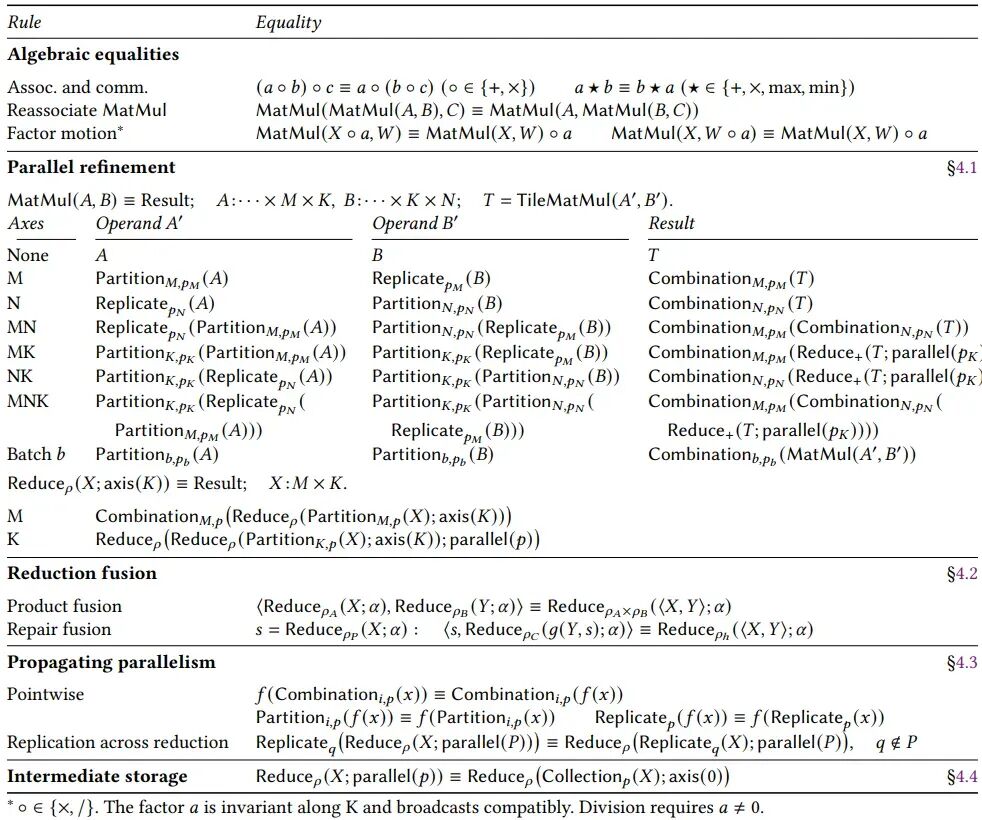 Rule Equality
Algebraic equalities
Assoc. and comm. (a ∘ b) ∘ c ≡ a ∘ (b ∘ c) (∘ ∈ {+, ×}) a ⋆ b ≡ b ⋆ a (⋆ ∈ {+, ×, max, min})
Reassociate MatMul MatMul(MatMul(A, B), C) ≡ MatMul(A, MatMul(B, C))
Factor motion* MatMul(X ∘ a, W) ≡ MatMul(X, W) ∘ a MatMul(X, W ∘ a) ≡ MatMul(X, W) ∘ a
Parallel refinement §4.1
MatMul(A, B) ≡ Result; A : ··· × M × K, B : ··· × K × N; T = TileMatMul(A′, B′).
Axes Operand A′ Operand B′ Result
None A B T
M Partition_{M,p_M}(A) Replicate_{p_M}(B) Combination_{M,p_M}(T)
N Replicate_{p_N}(A) Partition_{N,p_N}(B) Combination_{N,p_N}(T)
MN Replicate_{p_N}(Partition_{M,p_M}(A)) Partition_{N,p_N}(Replicate_{p_M}(B)) Combination_{M,p_M}(Combination_{N,p_N}(T))
MK Partition_{K,p_K}(Partition_{M,p_M}(A)) Partition_{K,p_K}(Replicate_{p_M}(B)) Combination_{M,p_M}(Reduce_+(T; parallel(p_K)
NK Partition_{K,p_K}(Replicate_{p_N}(A)) Partition_{K,p_K}(Partition_{N,p_N}(B)) Combination_{N,p_N}(Reduce_+(T; parallel(p_K)
MNK Partition_{K,p_K}(Replicate_{p_N}( Partition_{K,p_K}(Partition_{N,p_N}( Combination_{M,p_M}(Combination_{N,p_N}(
Partition_{M,p_M}(A))) Replicate_{p_M}(B))) Reduce_+(T; parallel(p_K))))
Batch b Partition_{b,p_b}(A) Partition_{b,p_b}(B) Combination_{b,p_b}(MatMul(A′, B′))
Reduce_ρ(X; axis(K)) ≡ Result; X : M × K.
M Combination_{M,p}(Reduce_ρ(Partition_{M,p}(X); axis(K)))
K Reduce_ρ(Reduce_ρ(Partition_{K,p}(X); axis(K)); parallel(p))
Reduction fusion §4.2
Product fusion ⟨Reduce_{ρ_A}(X; α), Reduce_{ρ_B}(Y; α)⟩ ≡ Reduce_{ρ_A×ρ_B}(⟨X, Y⟩; α)
Repair fusion s = Reduce_{ρ_P}(X; α) : ⟨s, Reduce_{ρ_C}(g(Y, s); α)⟩ ≡ Reduce_{ρ_h}(⟨X, Y⟩; α)
Propagating parallelism §4.3
Pointwise f(Combination_{i,p}(x)) ≡ Combination_{i,p}(f(x))
Partition_{i,p}(f(x)) ≡ f(Partition_{i,p}(x)) Replicate_p(f(x)) ≡ f(Replicate_p(x))
Replication across reduction Replicate_q(Reduce_ρ(X; parallel(P))) ≡ Reduce_ρ(Replicate_q(X); parallel(P)), q ∉ P
Intermediate storage Reduce_ρ(X; parallel(p)) ≡ Reduce_ρ(Collection_p(X); axis(0)) §4.4
* ∘ ∈ {×, /}. The factor a is invariant along K and broadcasts compatibly. Division requires a ≠ 0.